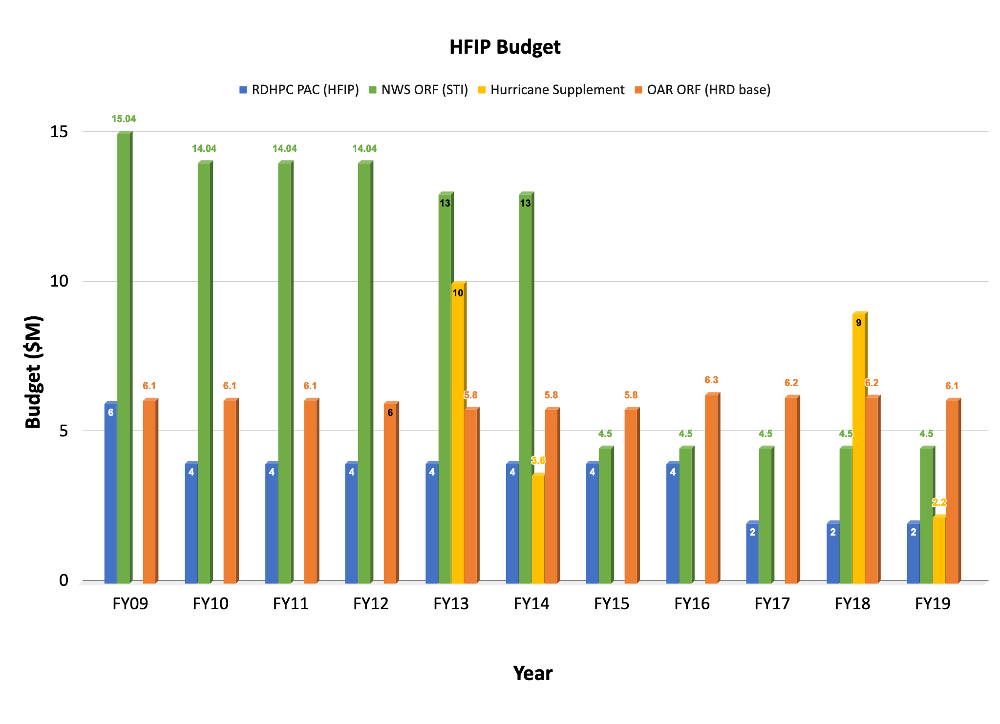 HFIP Budget
RDHPC PAC (HFIP) NWS ORF (STI) Hurricane Supplement OAR ORF (HRD base)
15.04
15
14.04 14.04 14.04
13 13
10
10
9
Budget ($M)
6.1 6.1 6.1 6.3 6.2 6.2 6.1
5.8 5.8 5.8
6 6
5
4.5 4.5 4.5 4.5 4.5
3.6
4 4 4 4 4 4 4
2.2
2 2 2
0
FY09 FY10 FY11 FY12 FY13 FY14 FY15 FY16 FY17 FY18 FY19
Year